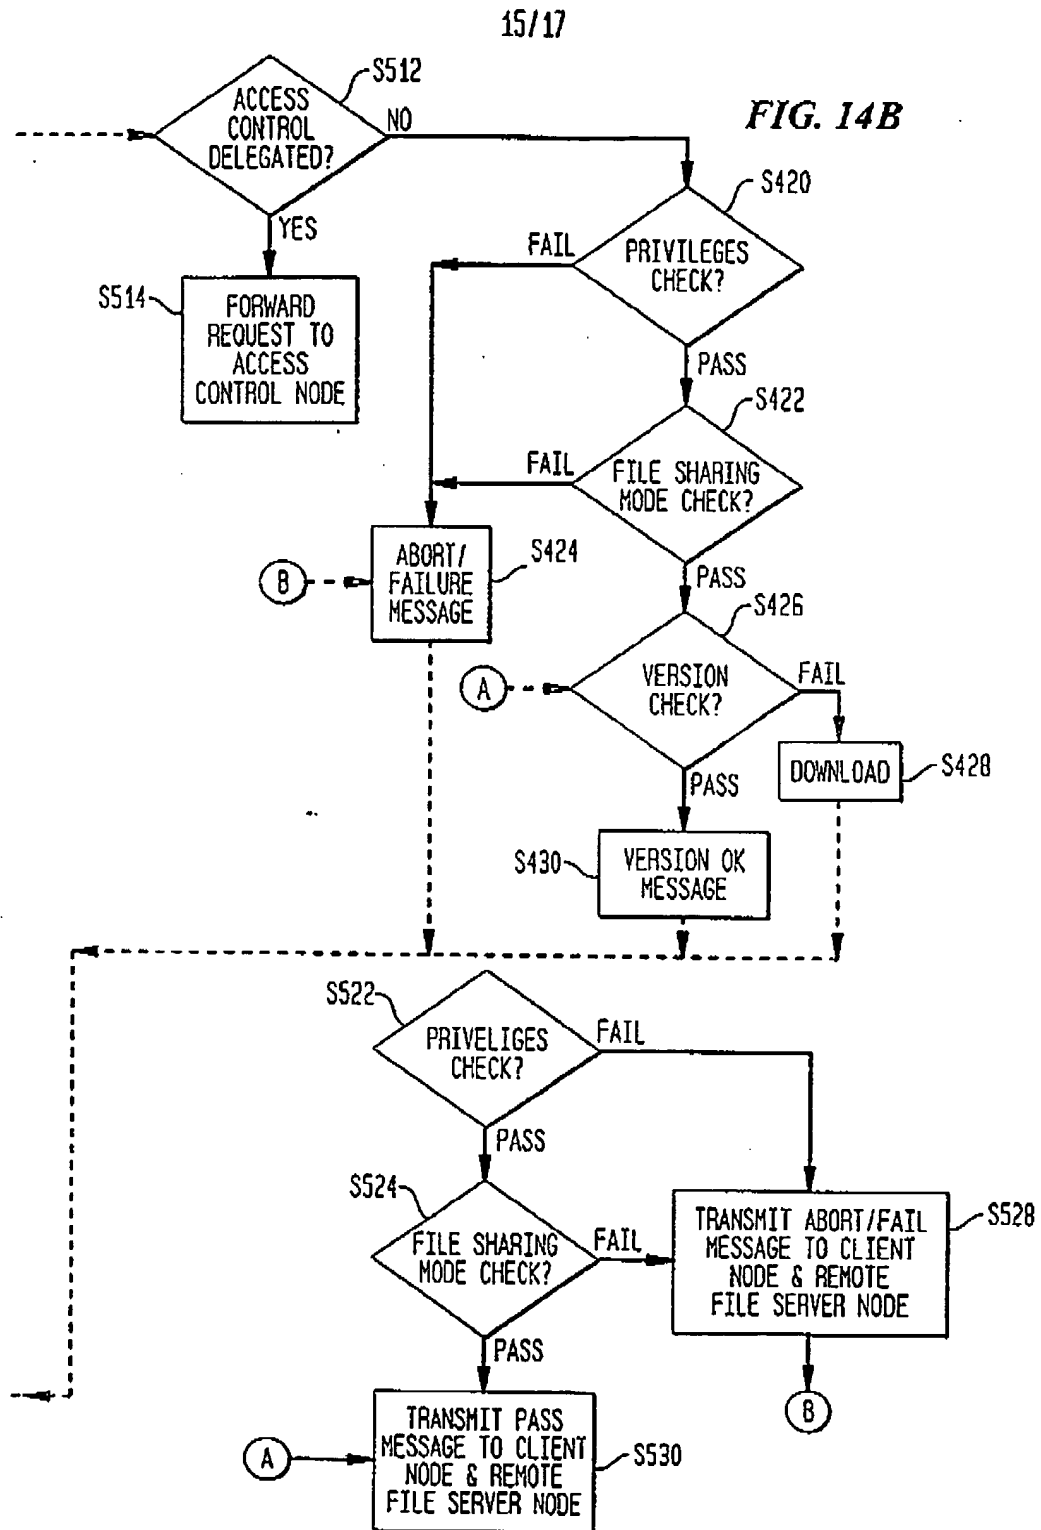 15/17
FIG. 14B
S512
ACCESS
CONTROL
DELEGATED?
NO
YES
S514
FORWARD
REQUEST TO
ACCESS
CONTROL NODE
S420
PRIVILEGES
CHECK?
FAIL
PASS
S422
FILE SHARING
MODE CHECK?
FAIL
PASS
S424
ABORT/
FAILURE
MESSAGE
B
S426
VERSION
CHECK?
A
FAIL
PASS
DOWNLOAD
S428
S430
VERSION OK
MESSAGE
S522
PRIVELIGES
CHECK?
FAIL
PASS
S524
FILE SHARING
MODE CHECK?
FAIL
PASS
TRANSMIT ABORT/FAIL
MESSAGE TO CLIENT
NODE & REMOTE
FILE SERVER NODE
S528
B
A
TRANSMIT PASS
MESSAGE TO CLIENT
NODE & REMOTE
FILE SERVER NODE
S530